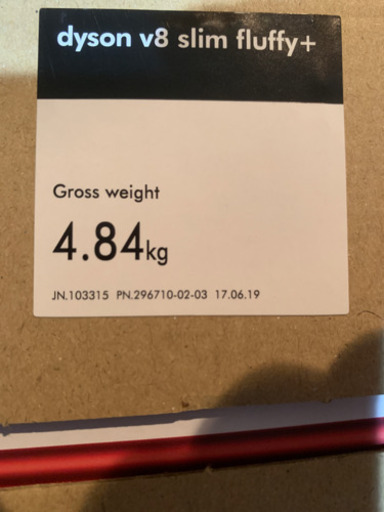 dyson v8 slim fluffy+
Gross weight
4.84kg
JN.103315 PN.296710-02-03 17.06.19